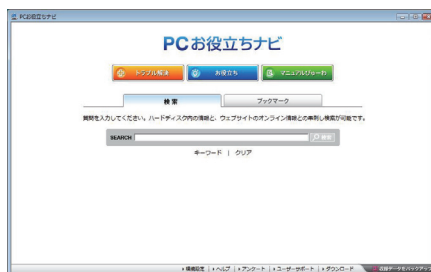 PCお役立ちナビ
PCお役立ちナビ
トラブル解決 お役立ち マニュアルびゅーわ
検索 ブックマーク
質問を入力してください。ハードディスク内の情報と、ウェブサイトのオンライン情報との串刺し検索が可能です。
SEARCH 検索
キーワード | クリア
環境設定 | ヘルプ | アンケート | ユーザーサポート | ダウンロード